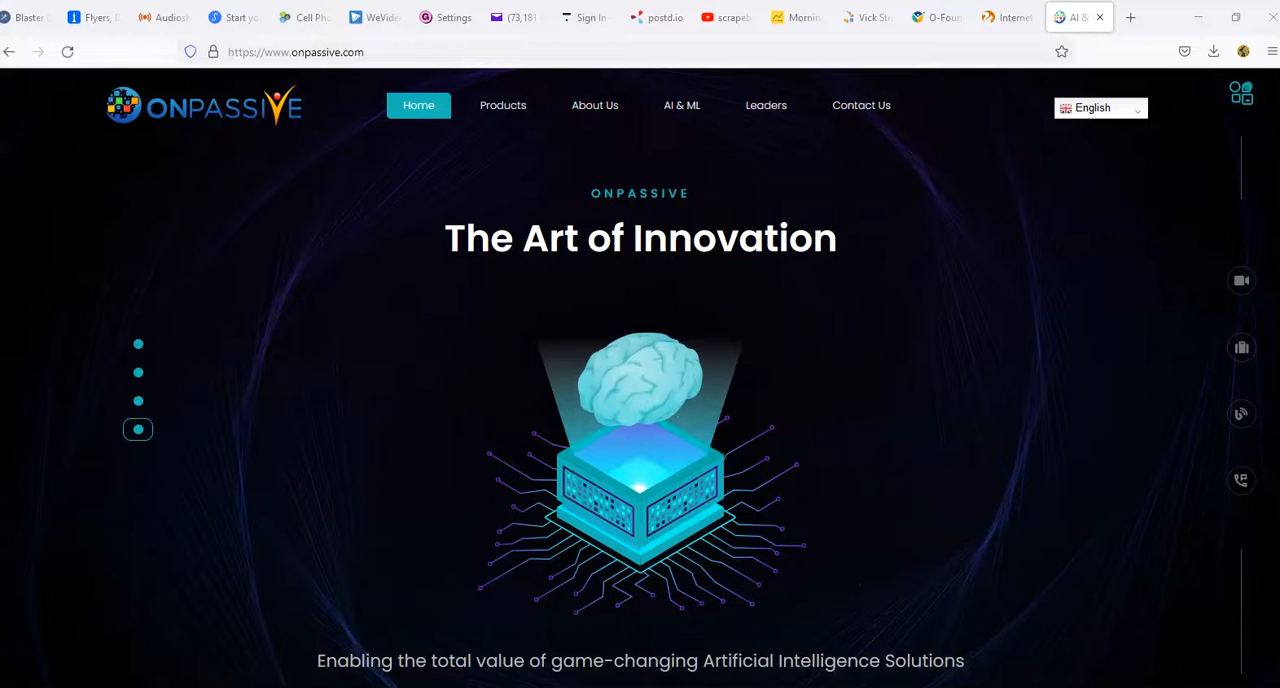 Blaster
Flyers,
Start yo
Cell Pho
WeVide
Settings
(73,181
Sign In
postd.io
scrapeb
Mornin
Vick Str
O-Foun
Internet
AI &
https://www.onpassive.com
ONPASSIVE
Home
Products
About Us
AI & ML
Leaders
Contact Us
English
ONPASSIVE
The Art of Innovation
Enabling the total value of game-changing Artificial Intelligence Solutions